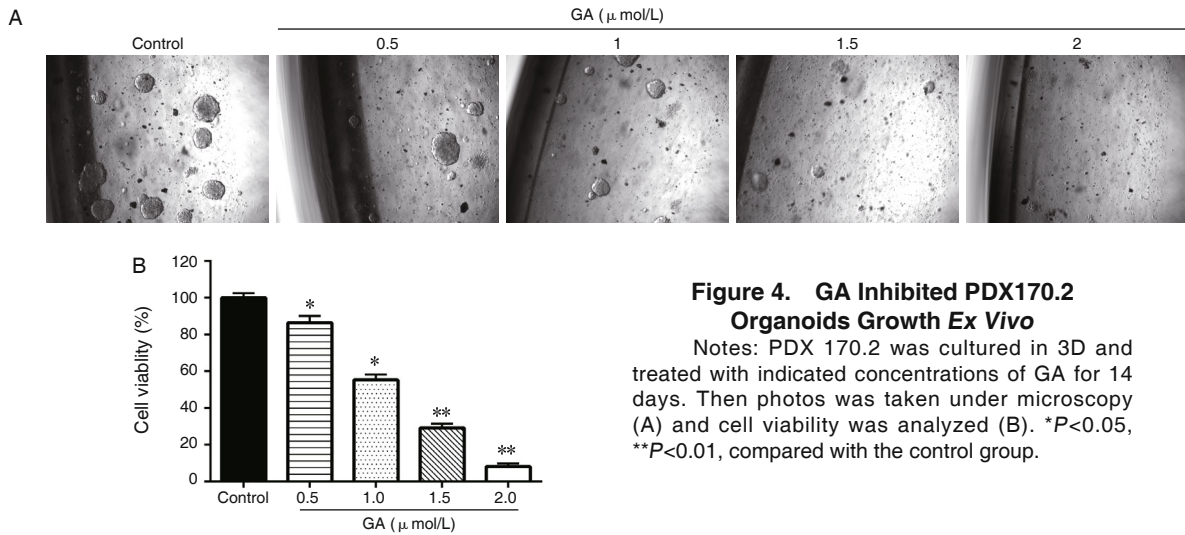 A
GA ( μ mol/L)
Control 0.5 1 1.5 2
B
120
100
80
60
40
20
0
Cell viablity (%)
* * ** **
Control 0.5 1.0 1.5 2.0
GA ( μ mol/L)
Figure 4. GA Inhibited PDX170.2
Organoids Growth Ex Vivo
Notes: PDX 170.2 was cultured in 3D and
treated with indicated concentrations of GA for 14
days. Then photos was taken under microscopy
(A) and cell viability was analyzed (B). *P<0.05,
**P<0.01, compared with the control group.